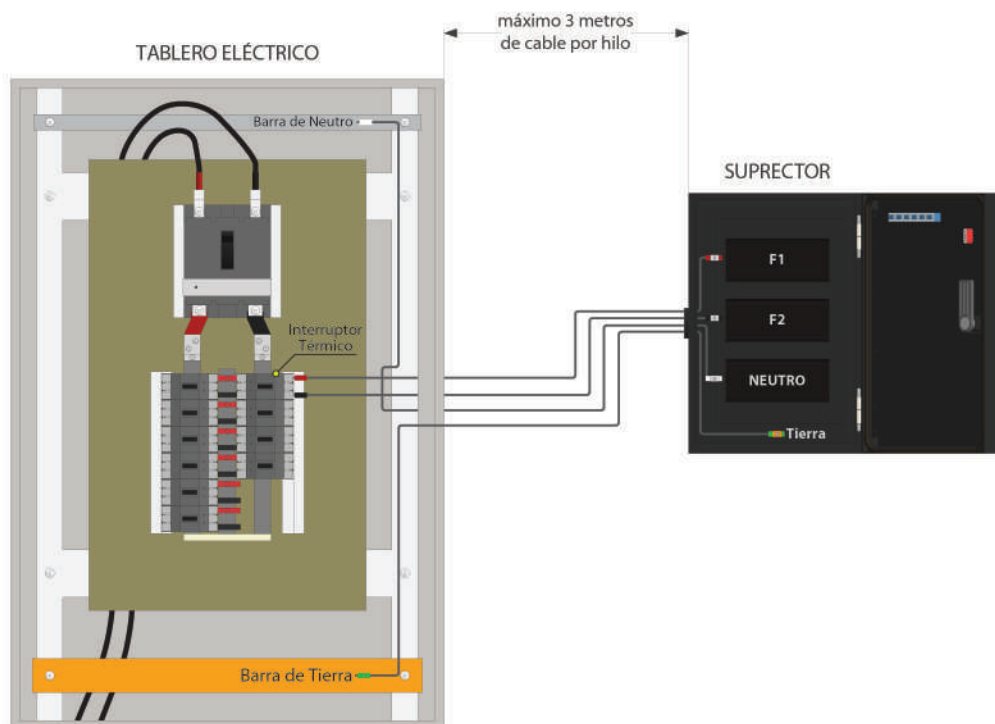 máximo 3 metros
de cable por hilo
TABLERO ELÉCTRICO
Barra de Neutro
SUPRECTOR
F1
F2
Interruptor
Térmico
NEUTRO
Tierra
Barra de Tierra